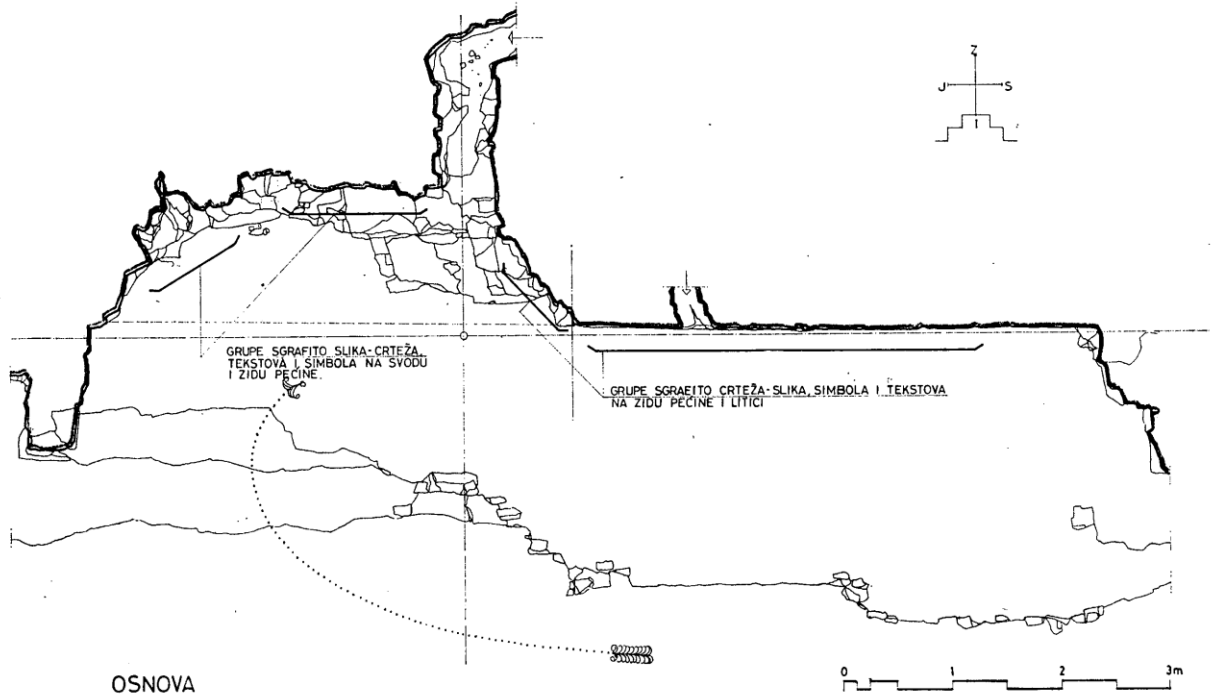 Z
J S
I
GRUPE SGRAFITO SLIKA-CRTEŽA,
TEKSTOVA I SIMBOLA NA SVODU
I ZIDU PEĆINE.
GRUPE SGRAFITO CRTEŽA-SLIKA, SIMBOLA I TEKSTOVA
NA ZIDU PEĆINE I LITICI
OSNOVA
0 1 2 3m